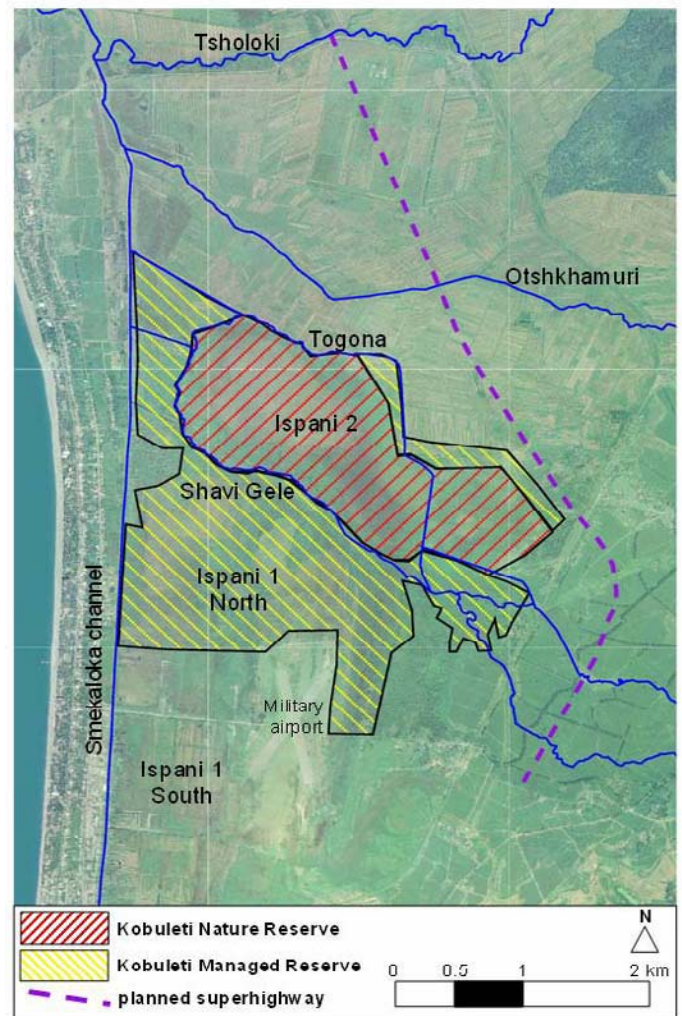 Tsholoki
Otshkhamuri
Togona
Ispani 2
Shavi Gele
Ispani 1
North
Smekaloka channel
Military
airport
Ispani 1
South
Kobuleti Nature Reserve
Kobuleti Managed Reserve
planned superhighway
N
0 0.5 1 2 km